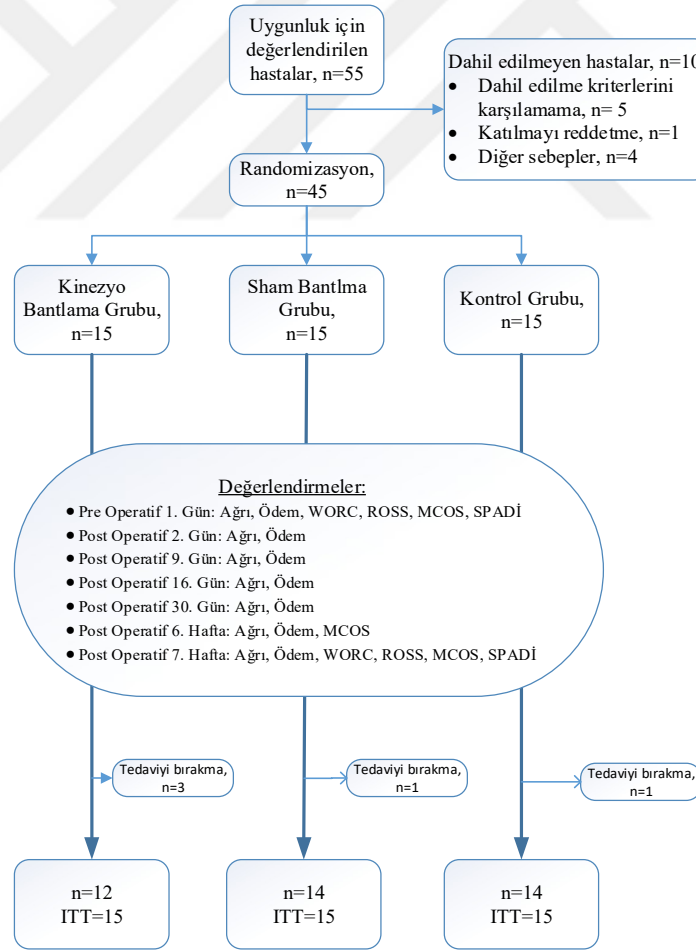 Uygunluk için
değerlendirilen
hastalar, n=55
Dahil edilmeyen hastalar, n=10
• Dahil edilme kriterlerini
karşılamama, n= 5
• Katılmayı reddetme, n=1
• Diğer sebepler, n=4
Randomizasyon,
n=45
Kinezyo
Bantlama Grubu,
n=15
Sham Bantlma
Grubu,
n=15
Kontrol Grubu,
n=15
Değerlendirmeler:
• Pre Operatif 1. Gün: Ağrı, Ödem, WORC, ROSS, MCOS, SPADİ
• Post Operatif 2. Gün: Ağrı, Ödem
• Post Operatif 9. Gün: Ağrı, Ödem
• Post Operatif 16. Gün: Ağrı, Ödem
• Post Operatif 30. Gün: Ağrı, Ödem
• Post Operatif 6. Hafta: Ağrı, Ödem, MCOS
• Post Operatif 7. Hafta: Ağrı, Ödem, WORC, ROSS, MCOS, SPADİ
Tedaviyi bırakma,
n=3
Tedaviyi bırakma,
n=1
Tedaviyi bırakma,
n=1
n=12
ITT=15
n=14
ITT=15
n=14
ITT=15